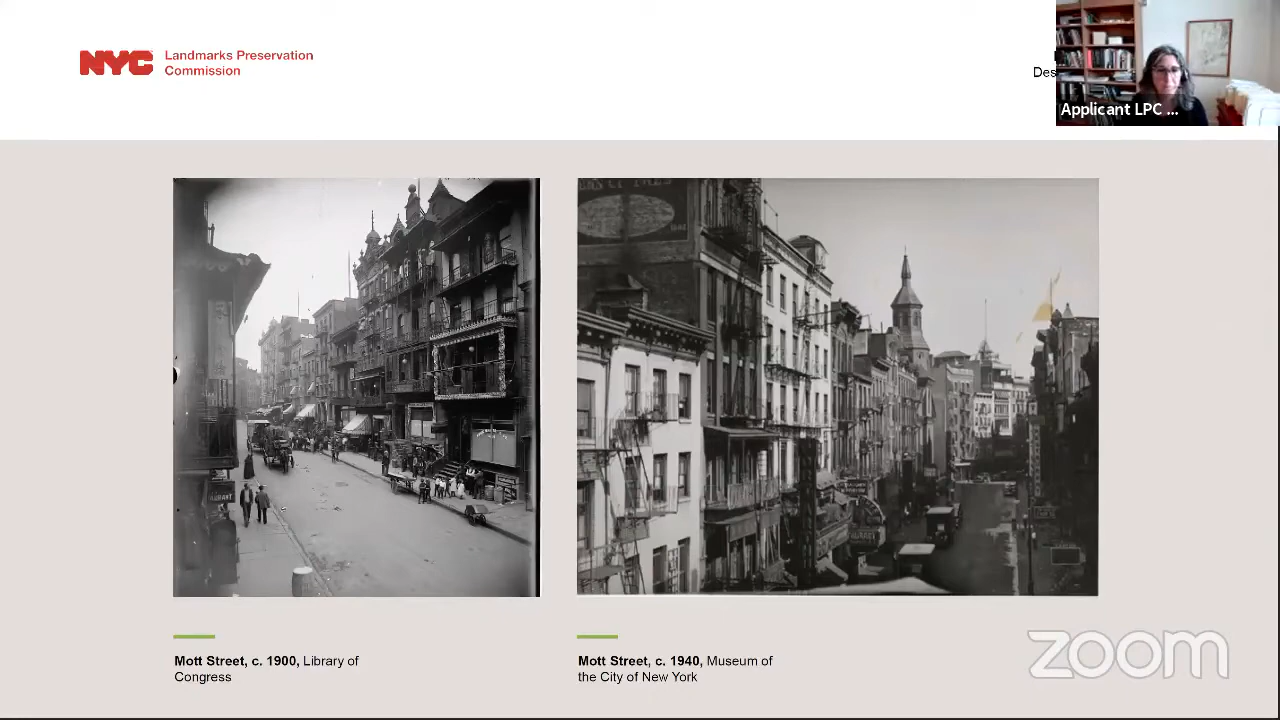 NYC
Landmarks Preservation
Commission
Des
Applicant LPC ...
Mott Street, c. 1900, Library of
Congress
Mott Street, c. 1940, Museum of
the City of New York
zoom